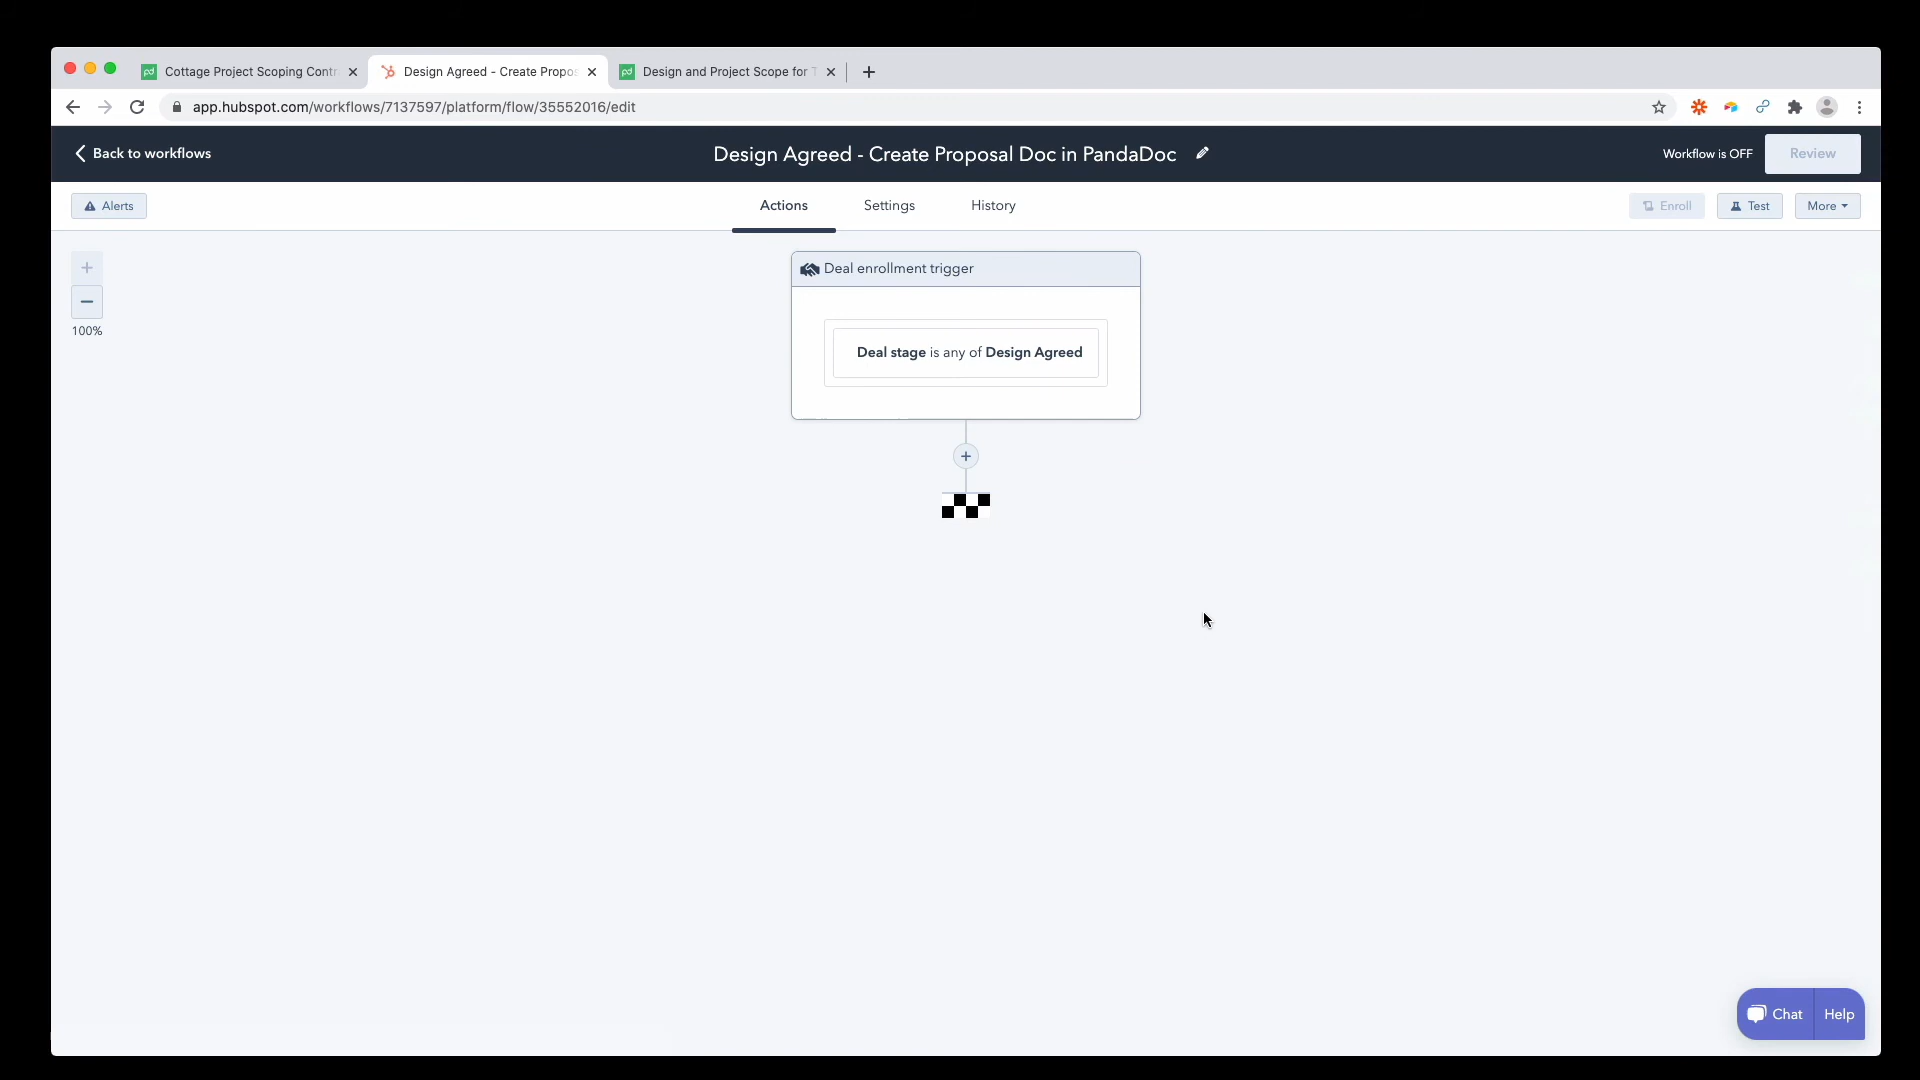 Cottage Project Scoping Contr
Design Agreed - Create Propos
Design and Project Scope for T
app.hubspot.com/workflows/7137597/platform/flow/35552016/edit
Back to workflows
Design Agreed - Create Proposal Doc in PandaDoc
Workflow is OFF
Review
Alerts
Actions
Settings
History
Enroll
Test
More
100%
Deal enrollment trigger
Deal stage is any of Design Agreed
Chat
Help